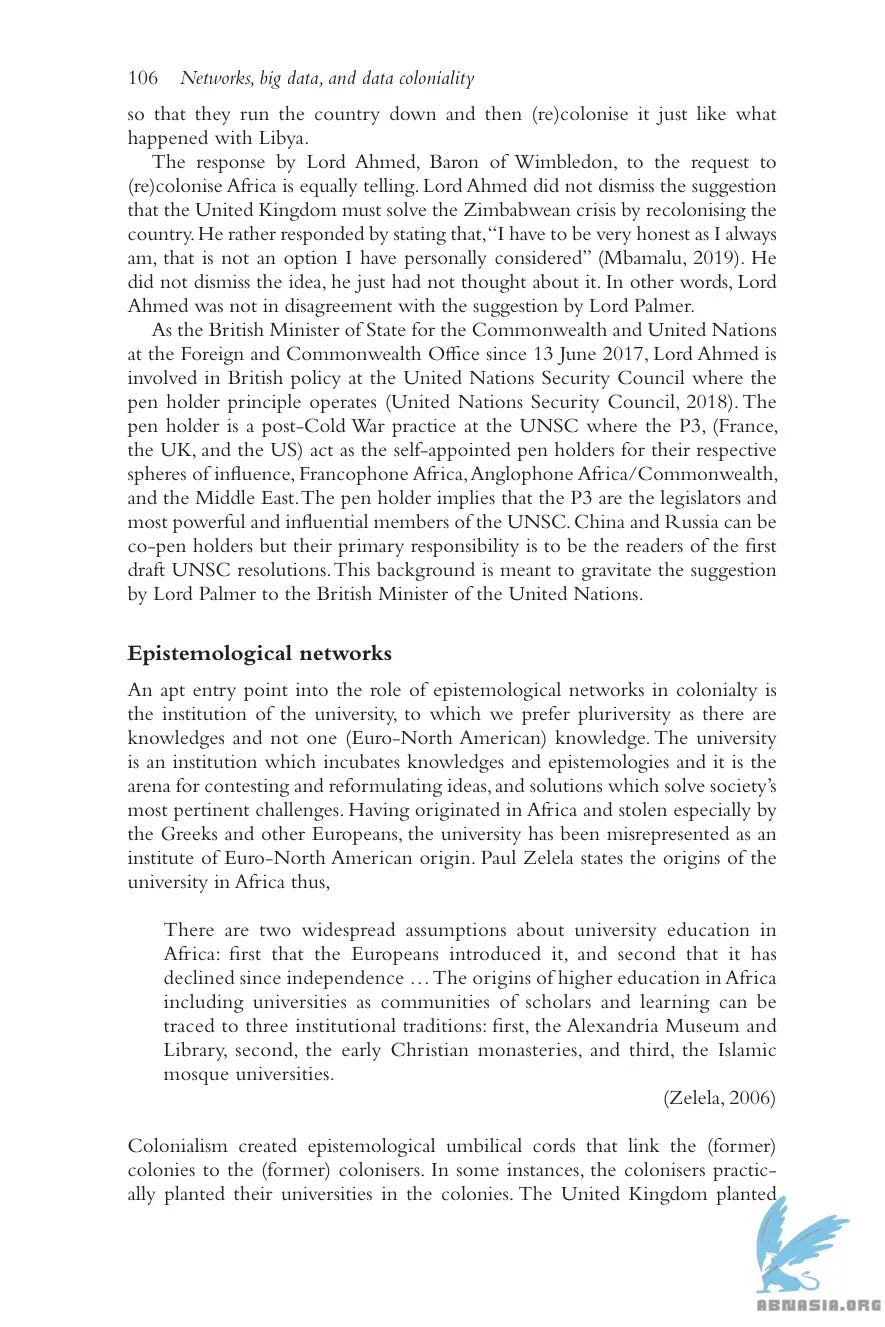 106 Networks, big data, and data coloniality
so that they run the country down and then (re)colonise it just like what
happened with Libya.
The response by Lord Ahmed, Baron of Wimbledon, to the request to
(re)colonise Africa is equally telling. Lord Ahmed did not dismiss the suggestion
that the United Kingdom must solve the Zimbabwean crisis by recolonising the
country. He rather responded by stating that, “I have to be very honest as I always
am, that is not an option I have personally considered” (Mbamalu, 2019). He
did not dismiss the idea, he just had not thought about it. In other words, Lord
Ahmed was not in disagreement with the suggestion by Lord Palmer.
As the British Minister of State for the Commonwealth and United Nations
at the Foreign and Commonwealth Office since 13 June 2017, Lord Ahmed is
involved in British policy at the United Nations Security Council where the
pen holder principle operates (United Nations Security Council, 2018). The
pen holder is a post-Cold War practice at the UNSC where the P3, (France,
the UK, and the US) act as the self-appointed pen holders for their respective
spheres of influence, Francophone Africa, Anglophone Africa/Commonwealth,
and the Middle East. The pen holder implies that the P3 are the legislators and
most powerful and influential members of the UNSC. China and Russia can be
co-pen holders but their primary responsibility is to be the readers of the first
draft UNSC resolutions. This background is meant to gravitate the suggestion
by Lord Palmer to the British Minister of the United Nations.
Epistemological networks
An apt entry point into the role of epistemological networks in colonialty is
the institution of the university, to which we prefer pluriversity as there are
knowledges and not one (Euro-North American) knowledge. The university
is an institution which incubates knowledges and epistemologies and it is the
arena for contesting and reformulating ideas, and solutions which solve society’s
most pertinent challenges. Having originated in Africa and stolen especially by
the Greeks and other Europeans, the university has been misrepresented as an
institute of Euro-North American origin. Paul Zelela states the origins of the
university in Africa thus,
There are two widespread assumptions about university education in
Africa: first that the Europeans introduced it, and second that it has
declined since independence … The origins of higher education in Africa
including universities as communities of scholars and learning can be
traced to three institutional traditions: first, the Alexandria Museum and
Library, second, the early Christian monasteries, and third, the Islamic
mosque universities.
(Zelela, 2006)
Colonialism created epistemological umbilical cords that link the (former)
colonies to the (former) colonisers. In some instances, the colonisers practic-
ally planted their universities in the colonies. The United Kingdom planted
ABNASIA.ORG